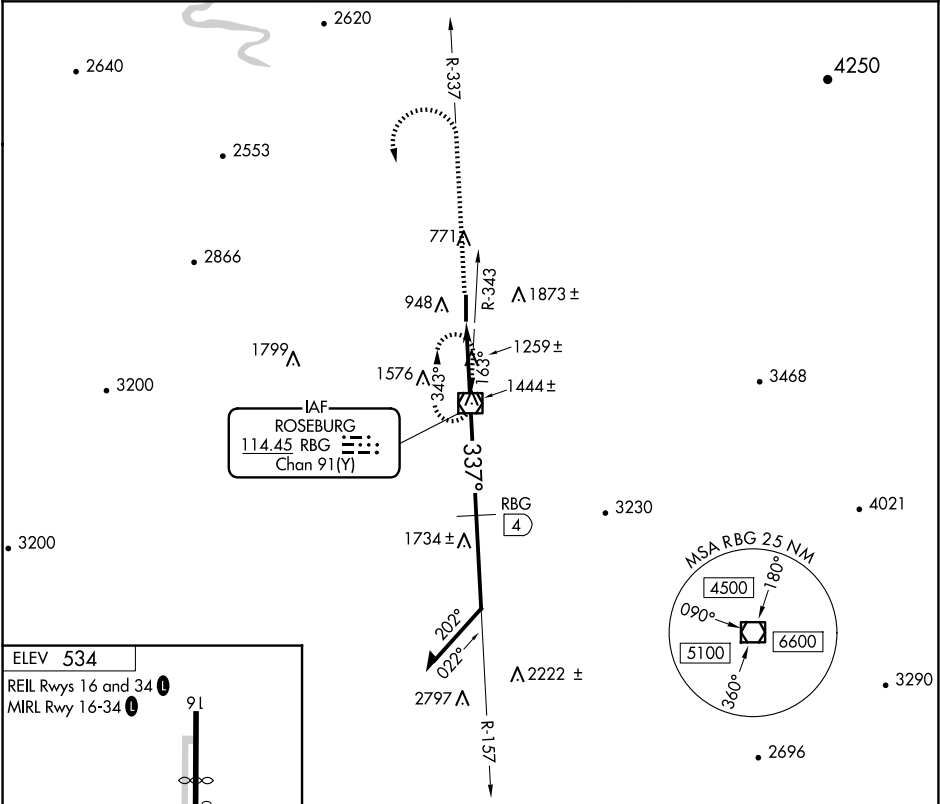 2620
2640
4250
R-337
2553
771
2866
R-343
948
1873 ±
1799
1259 ±
163°
1576
343°
1444 ±
3468
3200
IAF
ROSEBURG
114.45 RBG
Chan 91(Y)
337°
RBG
4
3230
4021
1734 ±
3200
MSA RBG 25 NM
4500
180°
090°
5100
6600
360°
202°
022°
2222 ±
2797
3290
R-157
2696
ELEV 534
REIL Rwys 16 and 34 L
MIRL Rwy 16-34 L
16